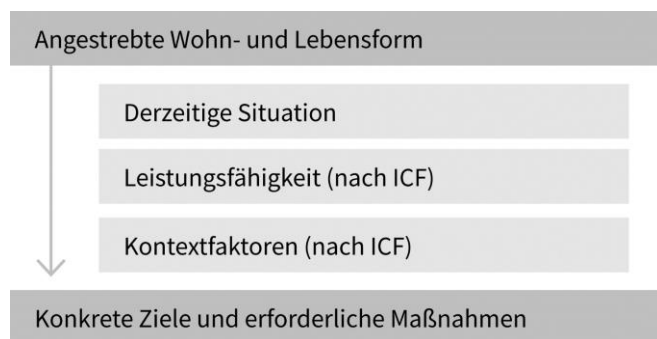 Angestrebte Wohn- und Lebensform
Derzeitige Situation
Leistungsfähigkeit (nach ICF)
Kontextfaktoren (nach ICF)
Konkrete Ziele und erforderliche Maßnahmen